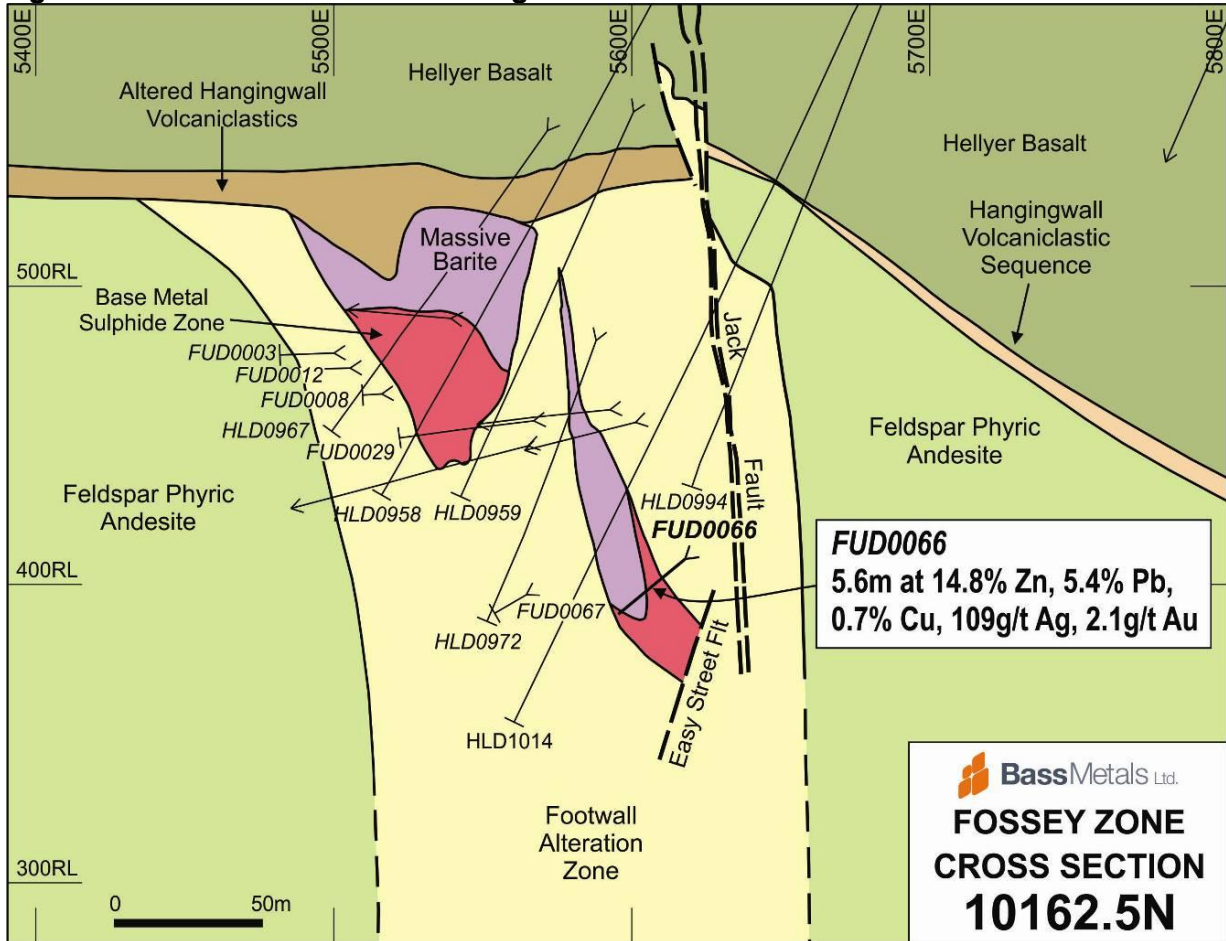 5400E
5500E
5600E
5700E
5800E
Hellyer Basalt
Altered Hangingwall
Volcaniclastics
Hellyer Basalt
Hangingwall
Volcaniclastic
Sequence
Massive
Barite
500RL
Base Metal
Sulphide Zone
Jack
FUD0003
FUD0012
FUD0008
HLD0967
FUD0029
Feldspar Phyric
Andesite
Feldspar Phyric
Andesite
HLD0958
HLD0959
HLD0994
Fault
FUD0066
400RL
FUD0066
5.6m at 14.8% Zn, 5.4% Pb,
0.7% Cu, 109g/t Ag, 2.1g/t Au
FUD0067
HLD0972
Easy Street Flt
HLD1014
Footwall
Alteration
Zone
300RL
0 50m
BassMetals Ltd.
FOSSEY ZONE
CROSS SECTION
10162.5N